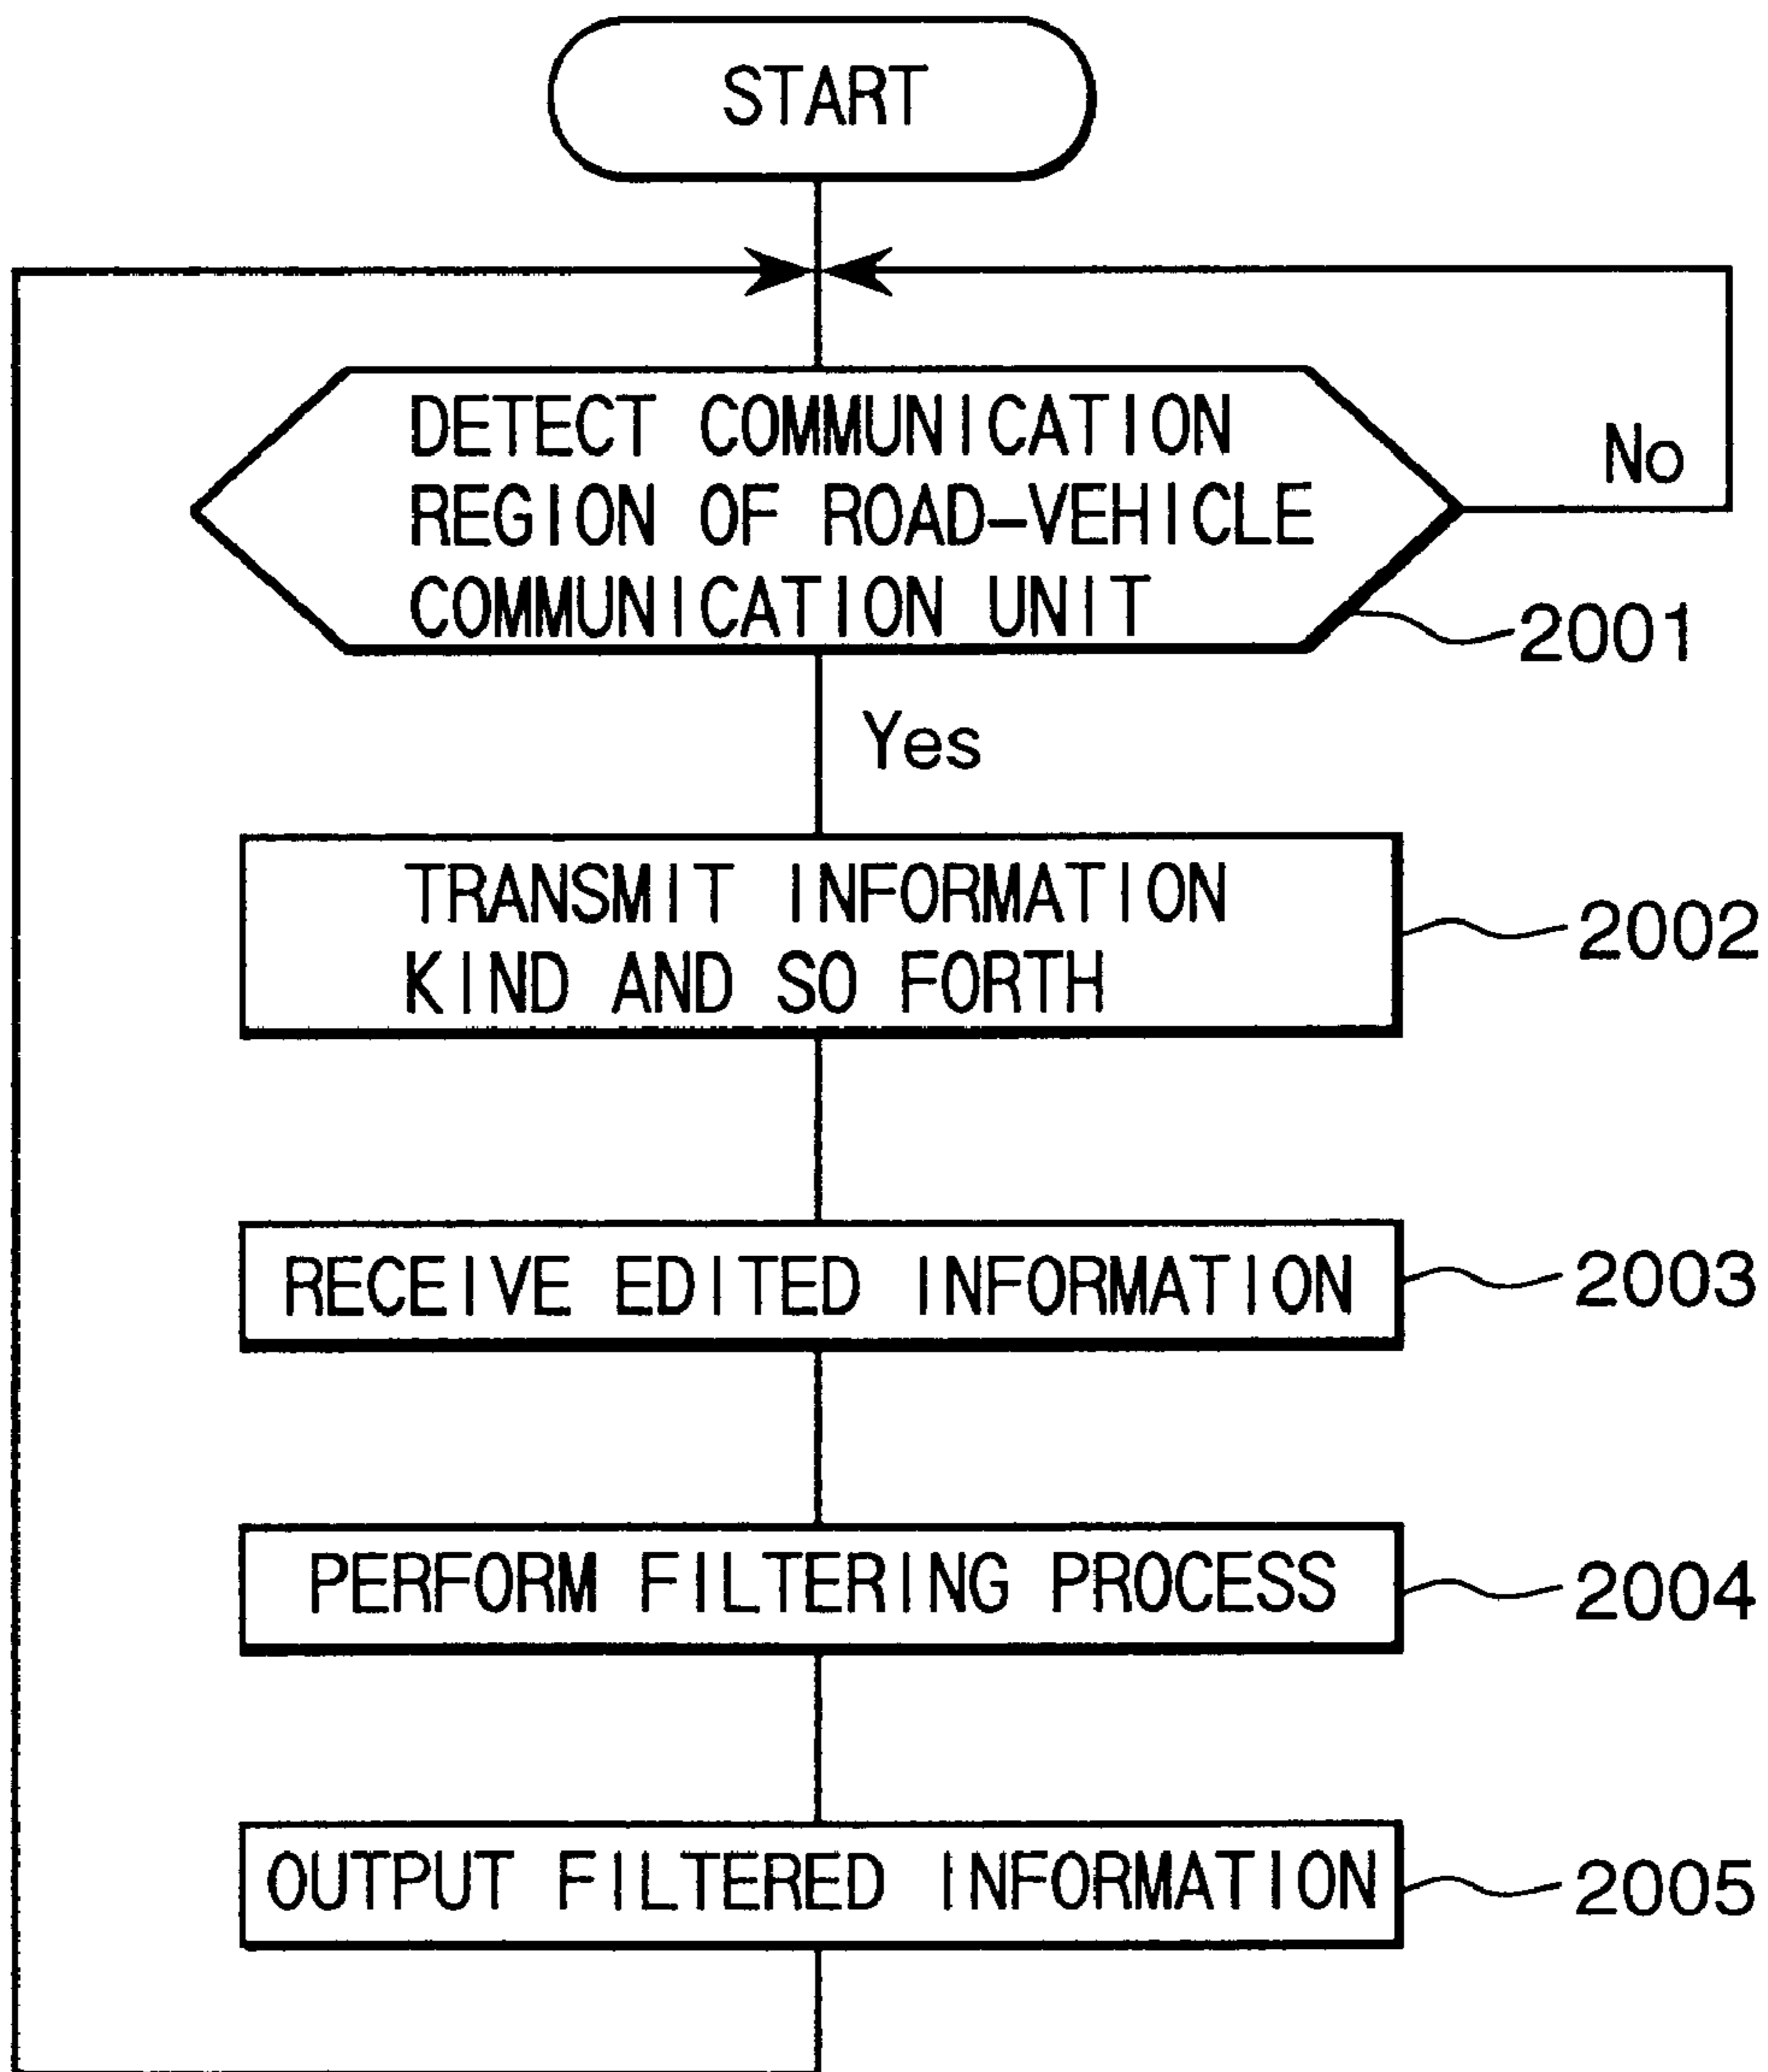 START
DETECT COMMUNICATION
REGION OF ROAD-VEHICLE
COMMUNICATION UNIT
No
2001
Yes
TRANSMIT INFORMATION
KIND AND SO FORTH
2002
RECEIVE EDITED INFORMATION
2003
PERFORM FILTERING PROCESS
2004
OUTPUT FILTERED INFORMATION
2005